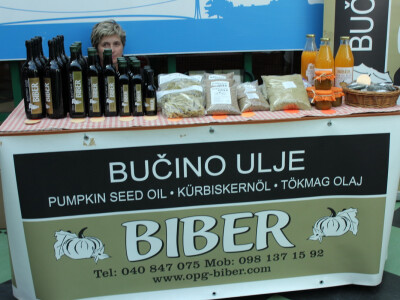 BIBER
BUČINO ULJE
PUMPKIN SEED OIL • KÜRBISKERNÖL • TÖKMAG OLAJ
BIBER
Tel: 040 847 075 Mob: 098 137 15 92
www.opg-biber.com